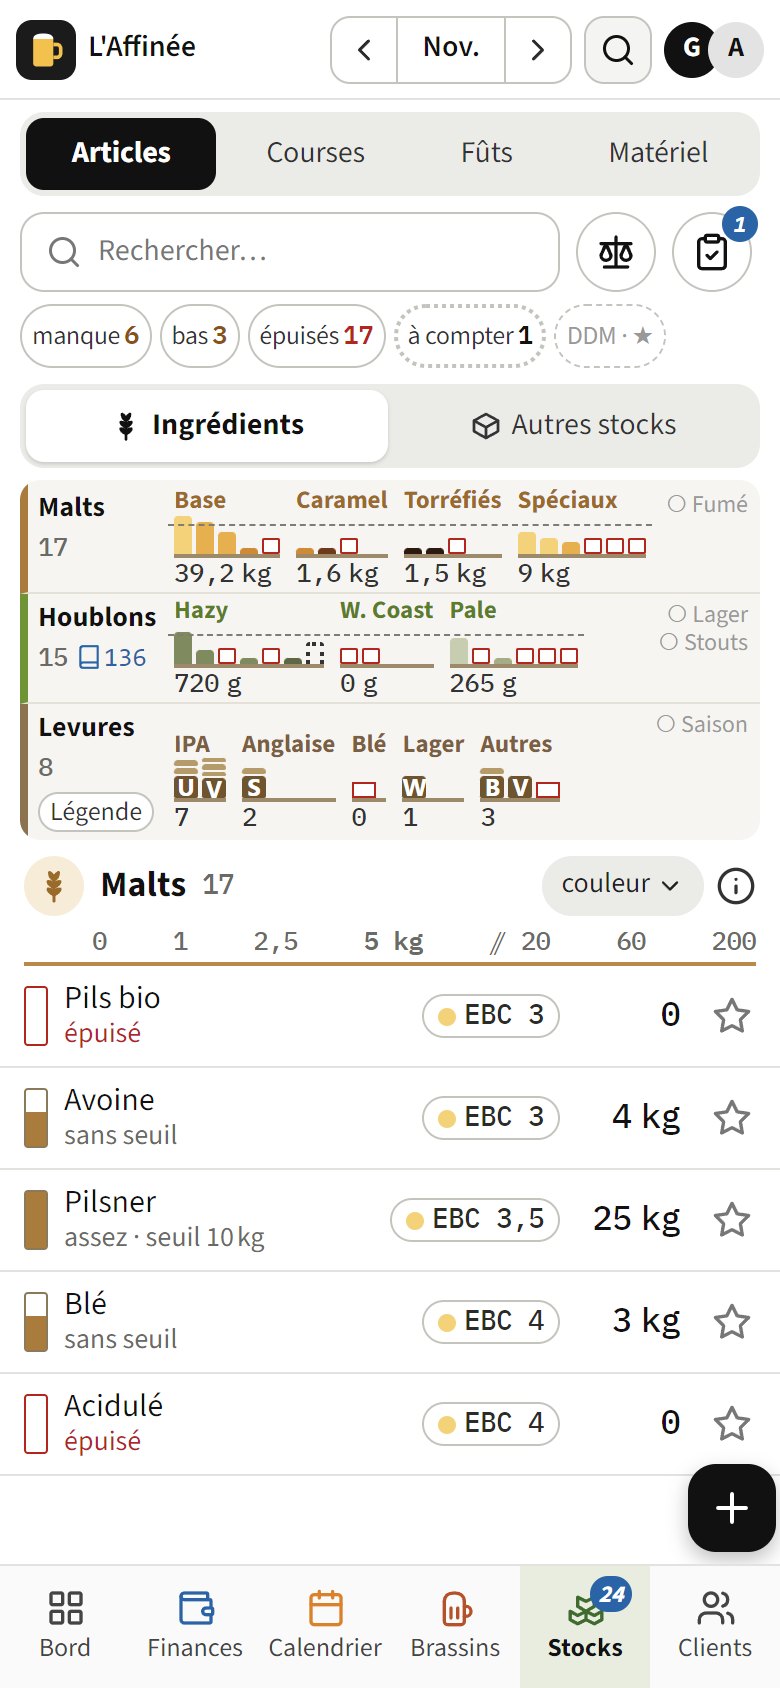 L'Affinée
Nov.
G A
Articles Courses Fûts Matériel
Rechercher...
1
manque 6 bas 3 épuisés 17 à compter 1 DDM · ★
Ingrédients Autres stocks
Malts Base Caramel Torréfiés Spéciaux Fumé
17
39,2 kg 1,6 kg 1,5 kg 9 kg
Houblons Hazy W. Coast Pale Lager
15 136 Stouts
720 g 0 g 265 g
Levures Saison
8 IPA Anglaise Blé Lager Autres
U V S W B V
Légende 7 2 0 1 3
Malts 17 couleur
0 1 2,5 5 kg // 20 60 200
Pils bio
épuisé
EBC 3 0
Avoine
sans seuil
EBC 3 4 kg
Pilsner
assez · seuil 10 kg
EBC 3,5 25 kg
Blé
sans seuil
EBC 4 3 kg
Acidulé
épuisé
EBC 4 0
24
Bord Finances Calendrier Brassins Stocks Clients